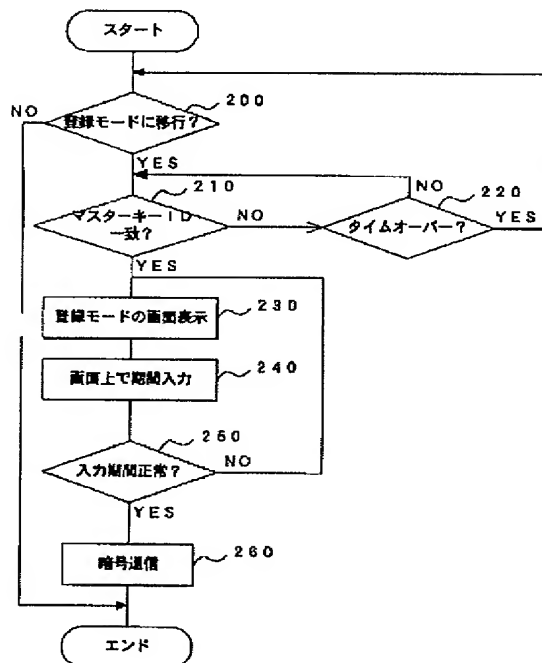 スタート
200
NO
登録モードに移行？
YES
210
NO
220
マスターキーID
一致？
NO
タイムオーバー？
YES
YES
登録モードの画面表示
230
画面上で期間入力
240
250
入力期間正常？
NO
YES
暗号送信
260
エンド